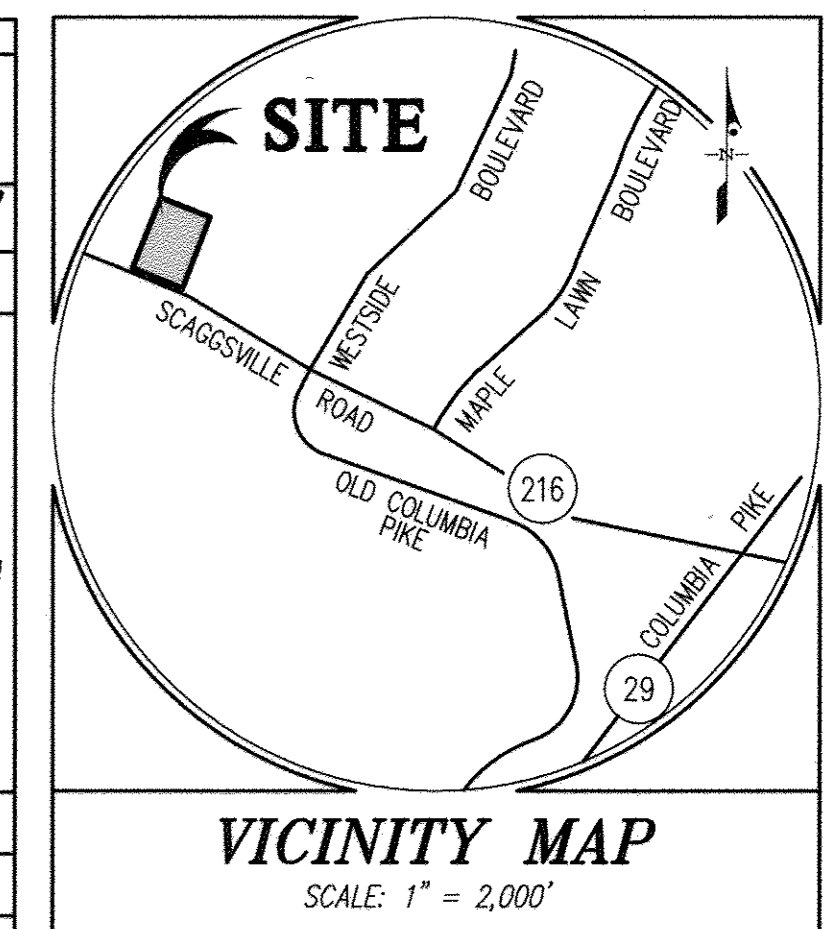 SITE
WESTSIDE BOULEVARD
MAPLE LAWN BOULEVARD
N
SCAGGSVILLE ROAD
OLD COLUMBIA
PIKE
216
COLUMBIA PIKE
29
VICINITY MAP
SCALE: 1" = 2,000'